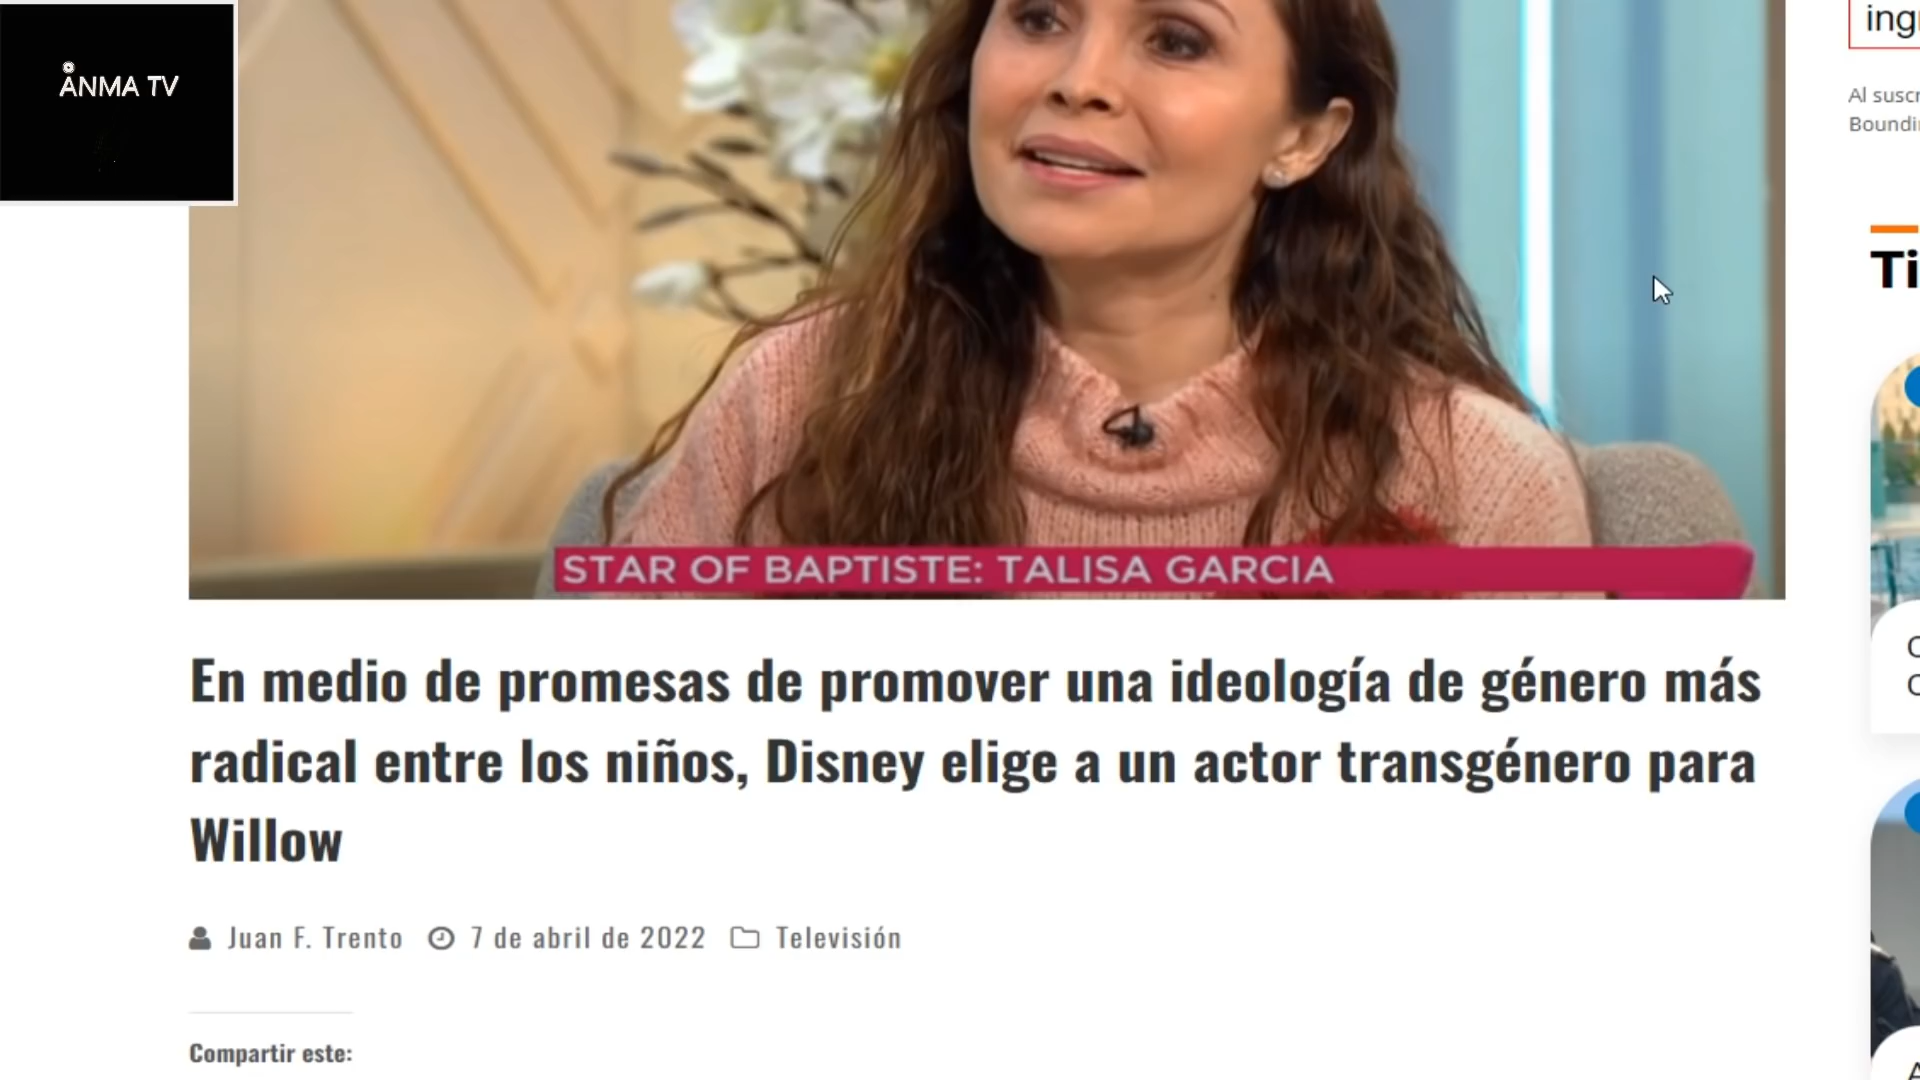 ÅNMA TV
STAR OF BAPTISTE: TALISA GARCIA
En medio de promesas de promover una ideología de género más
radical entre los niños, Disney elige a un actor transgénero para
Willow
Juan F. Trento 7 de abril de 2022 Televisión
Compartir este:
ing
Al suscr
Boundi
Ti